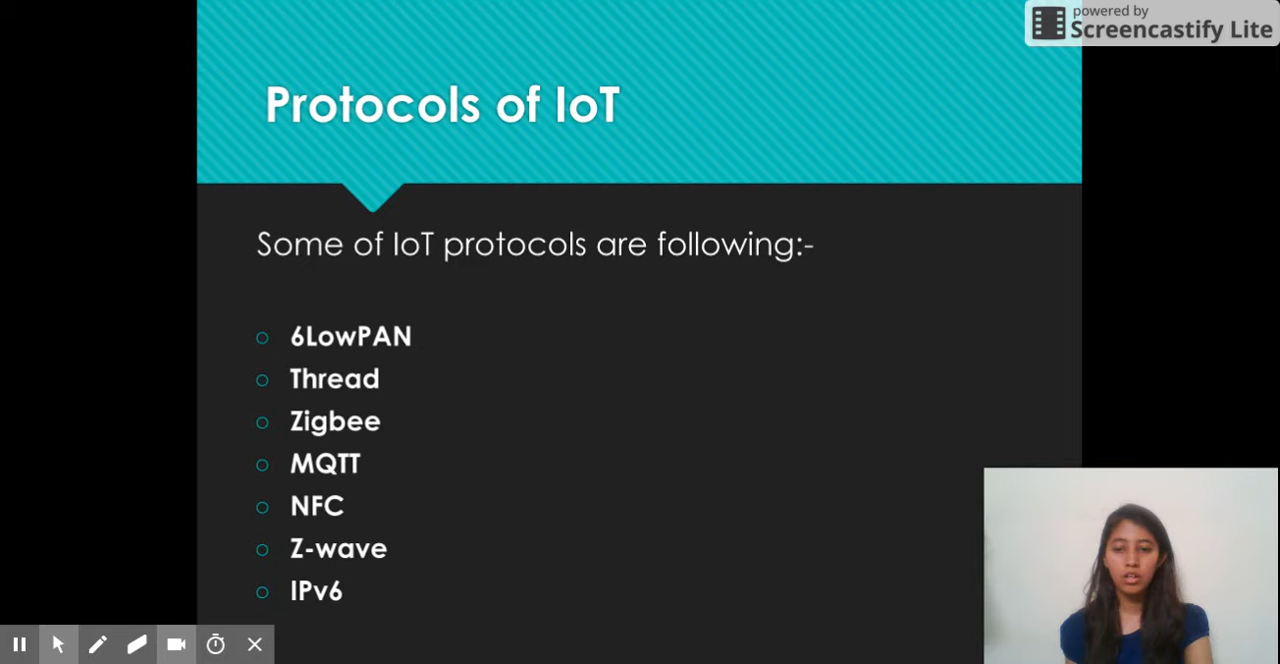 powered by
Screencastify Lite
Protocols of IoT
Some of IoT protocols are following:-
6LowPAN
Thread
Zigbee
MQTT
NFC
Z-wave
IPv6